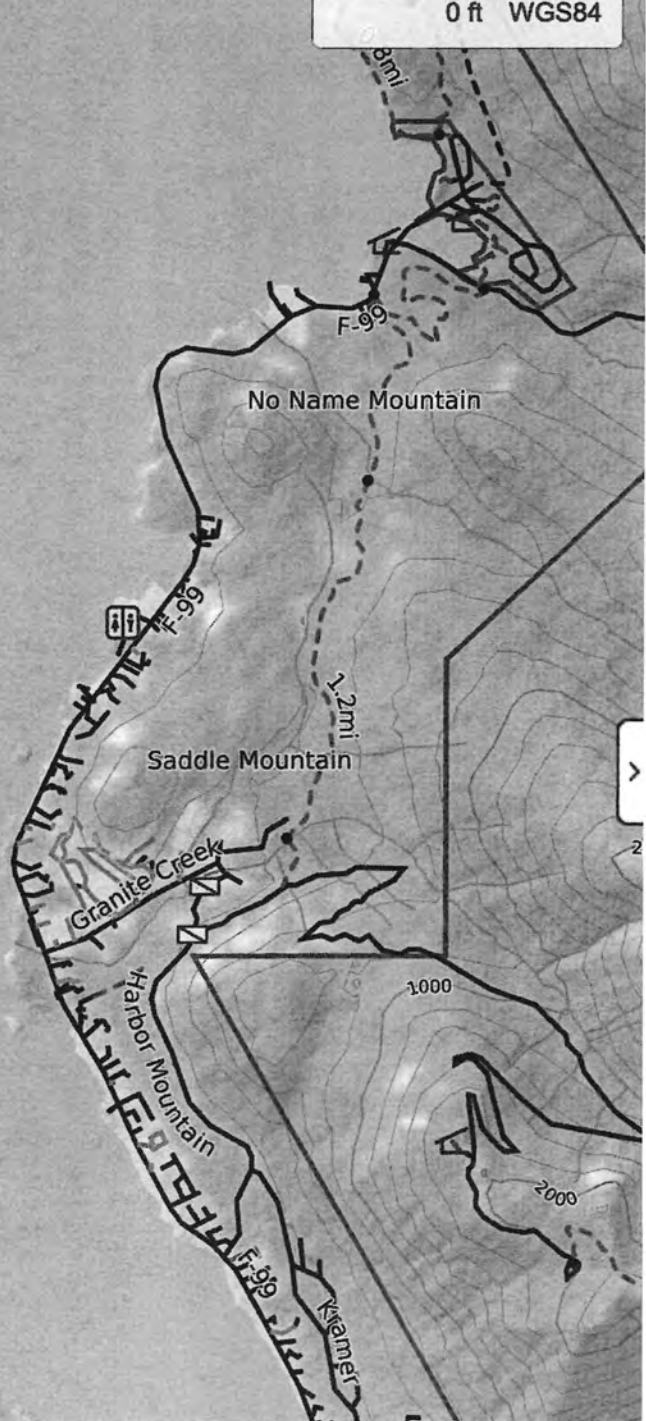 0 ft WGS84
8mi
F-99
No Name Mountain
F-99
1.2mi
Saddle Mountain
2
Granite Creek
1000
Harbor Mountain
2000
F-99
Kramer